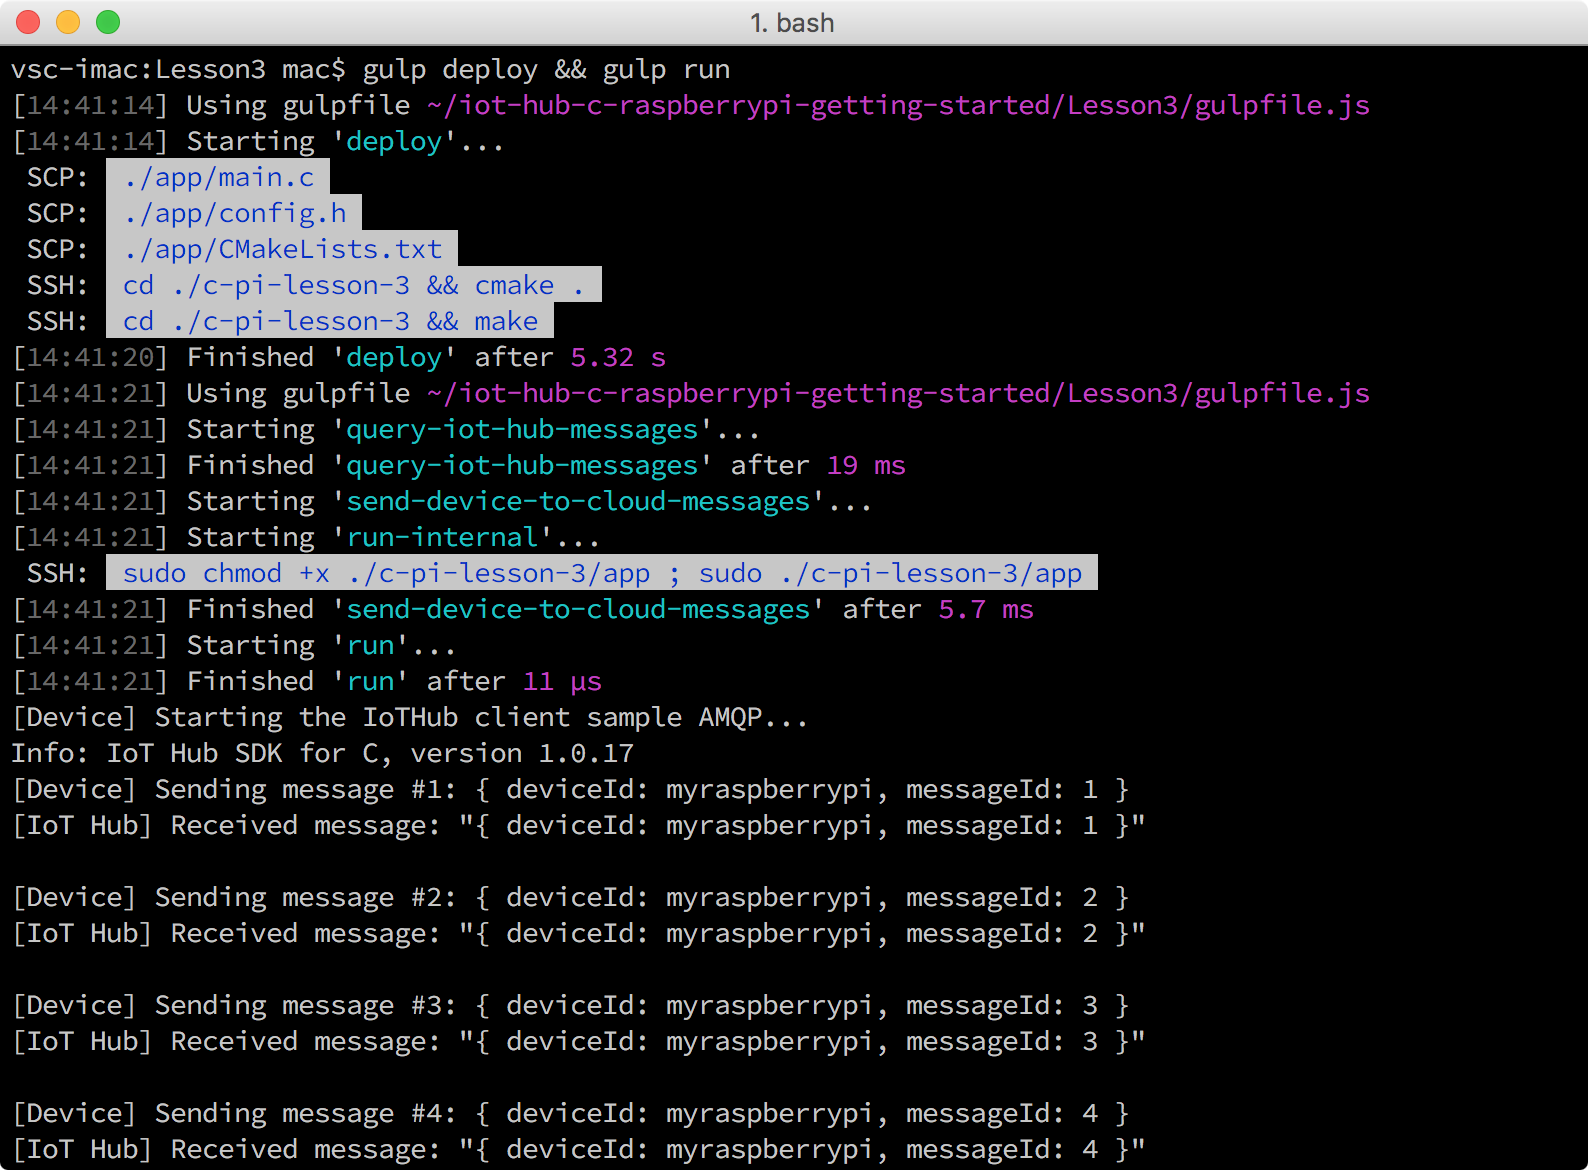 1. bash
vsc-imac:Lesson3 mac$ gulp deploy && gulp run
[14:41:14] Using gulpfile ~/iot-hub-c-raspberrypi-getting-started/Lesson3/gulpfile.js
[14:41:14] Starting 'deploy'...
SCP: ./app/main.c
SCP: ./app/config.h
SCP: ./app/CMakeLists.txt
SSH: cd ./c-pi-lesson-3 && cmake .
SSH: cd ./c-pi-lesson-3 && make
[14:41:20] Finished 'deploy' after 5.32 s
[14:41:21] Using gulpfile ~/iot-hub-c-raspberrypi-getting-started/Lesson3/gulpfile.js
[14:41:21] Starting 'query-iot-hub-messages'...
[14:41:21] Finished 'query-iot-hub-messages' after 19 ms
[14:41:21] Starting 'send-device-to-cloud-messages'...
[14:41:21] Starting 'run-internal'...
SSH: sudo chmod +x ./c-pi-lesson-3/app ; sudo ./c-pi-lesson-3/app
[14:41:21] Finished 'send-device-to-cloud-messages' after 5.7 ms
[14:41:21] Starting 'run'...
[14:41:21] Finished 'run' after 11 μs
[Device] Starting the IoTHub client sample AMQP...
Info: IoT Hub SDK for C, version 1.0.17
[Device] Sending message #1: { deviceId: myraspberrypi, messageId: 1 }
[IoT Hub] Received message: "{ deviceId: myraspberrypi, messageId: 1 }"
[Device] Sending message #2: { deviceId: myraspberrypi, messageId: 2 }
[IoT Hub] Received message: "{ deviceId: myraspberrypi, messageId: 2 }"
[Device] Sending message #3: { deviceId: myraspberrypi, messageId: 3 }
[IoT Hub] Received message: "{ deviceId: myraspberrypi, messageId: 3 }"
[Device] Sending message #4: { deviceId: myraspberrypi, messageId: 4 }
[IoT Hub] Received message: "{ deviceId: myraspberrypi, messageId: 4 }"